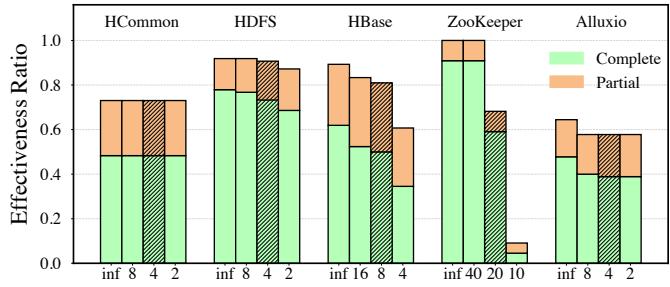 HCommon HDFS HBase ZooKeeper Alluxio
Effectiveness Ratio
1.0
0.8
0.6
0.4
0.2
0.0
Complete
Partial
inf 8 4 2 inf 8 4 2 inf 16 8 4 inf 40 20 10 inf 8 4 2